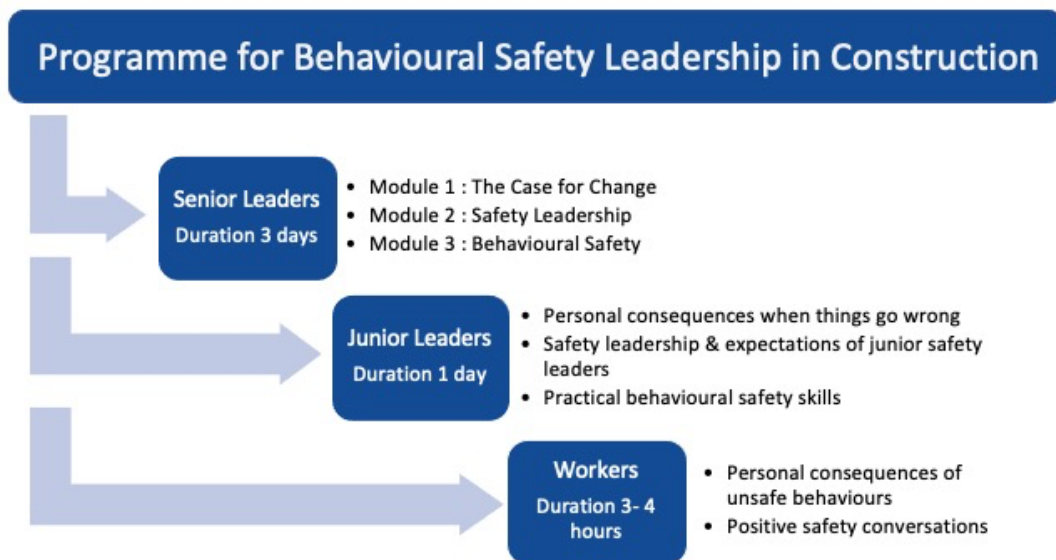 Programme for Behavioural Safety Leadership in Construction
Senior Leaders
Duration 3 days
• Module 1 : The Case for Change
• Module 2 : Safety Leadership
• Module 3 : Behavioural Safety
Junior Leaders
Duration 1 day
• Personal consequences when things go wrong
• Safety leadership & expectations of junior safety
leaders
• Practical behavioural safety skills
Workers
Duration 3- 4
hours
• Personal consequences of
unsafe behaviours
• Positive safety conversations